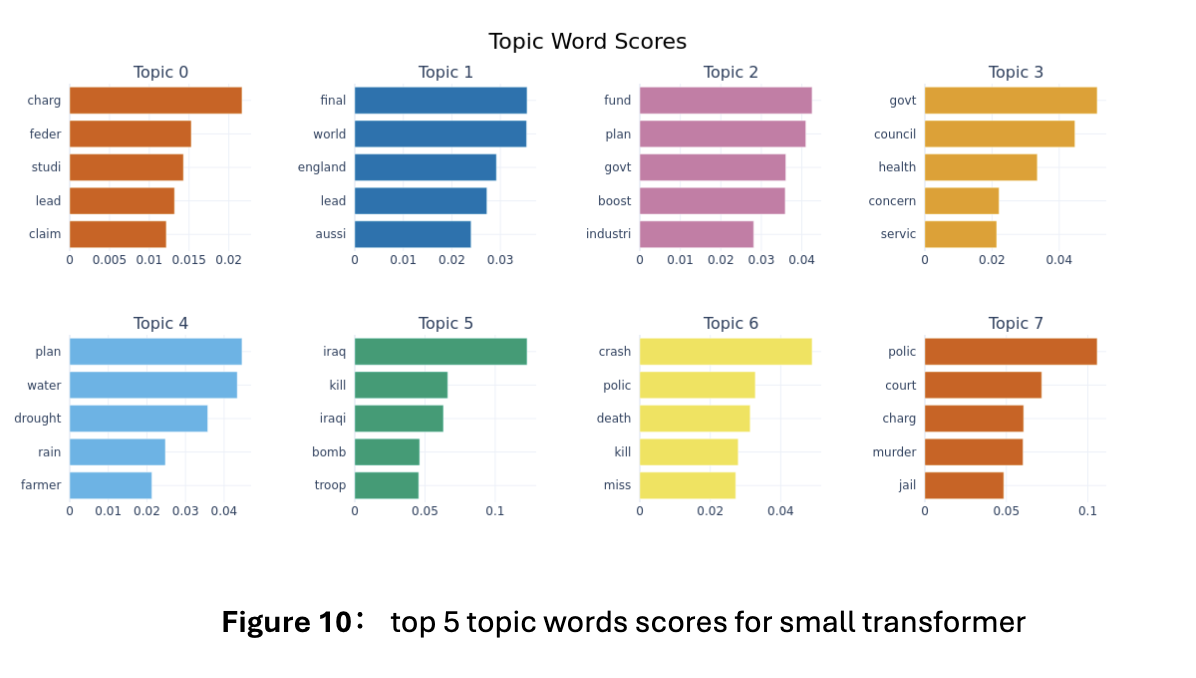 Topic Word Scores
Topic 0
charg
feder
studi
lead
claim
0 0.005 0.01 0.015 0.02
Topic 1
final
world
england
lead
aussi
0 0.01 0.02 0.03
Topic 2
fund
plan
govt
boost
industri
0 0.01 0.02 0.03 0.04
Topic 3
govt
council
health
concern
servic
0 0.02 0.04
Topic 4
plan
water
drought
rain
farmer
0 0.01 0.02 0.03 0.04
Topic 5
iraq
kill
iraqi
bomb
troop
0 0.05 0.1
Topic 6
crash
polic
death
kill
miss
0 0.02 0.04
Topic 7
polic
court
charg
murder
jail
0 0.05 0.1
Figure 10： top 5 topic words scores for small transformer